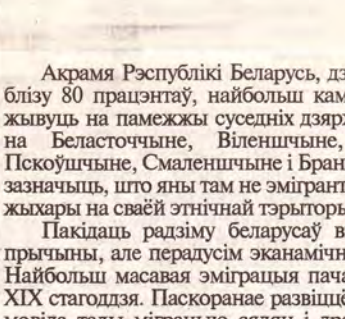 Акрамя Рэспублікі Беларусь, дз
блізу 80 працэнтаў, найбольш кам
жывуць на памежжы суседніх дзярж
на Беласточчыне, Віленшчыне,
Пскоўшчыне, Смаленшчыне і Бран
зазначыць, што яны там не эмігрант
жыхары на сваёй этнічнай тэрыторы
Пакідаць радзіму беларусаў в
прычыны, але перадусім эканамічн
Найбольш масавая эміграцыя пача
XIX стагоддзя. Паскоранае развіццё